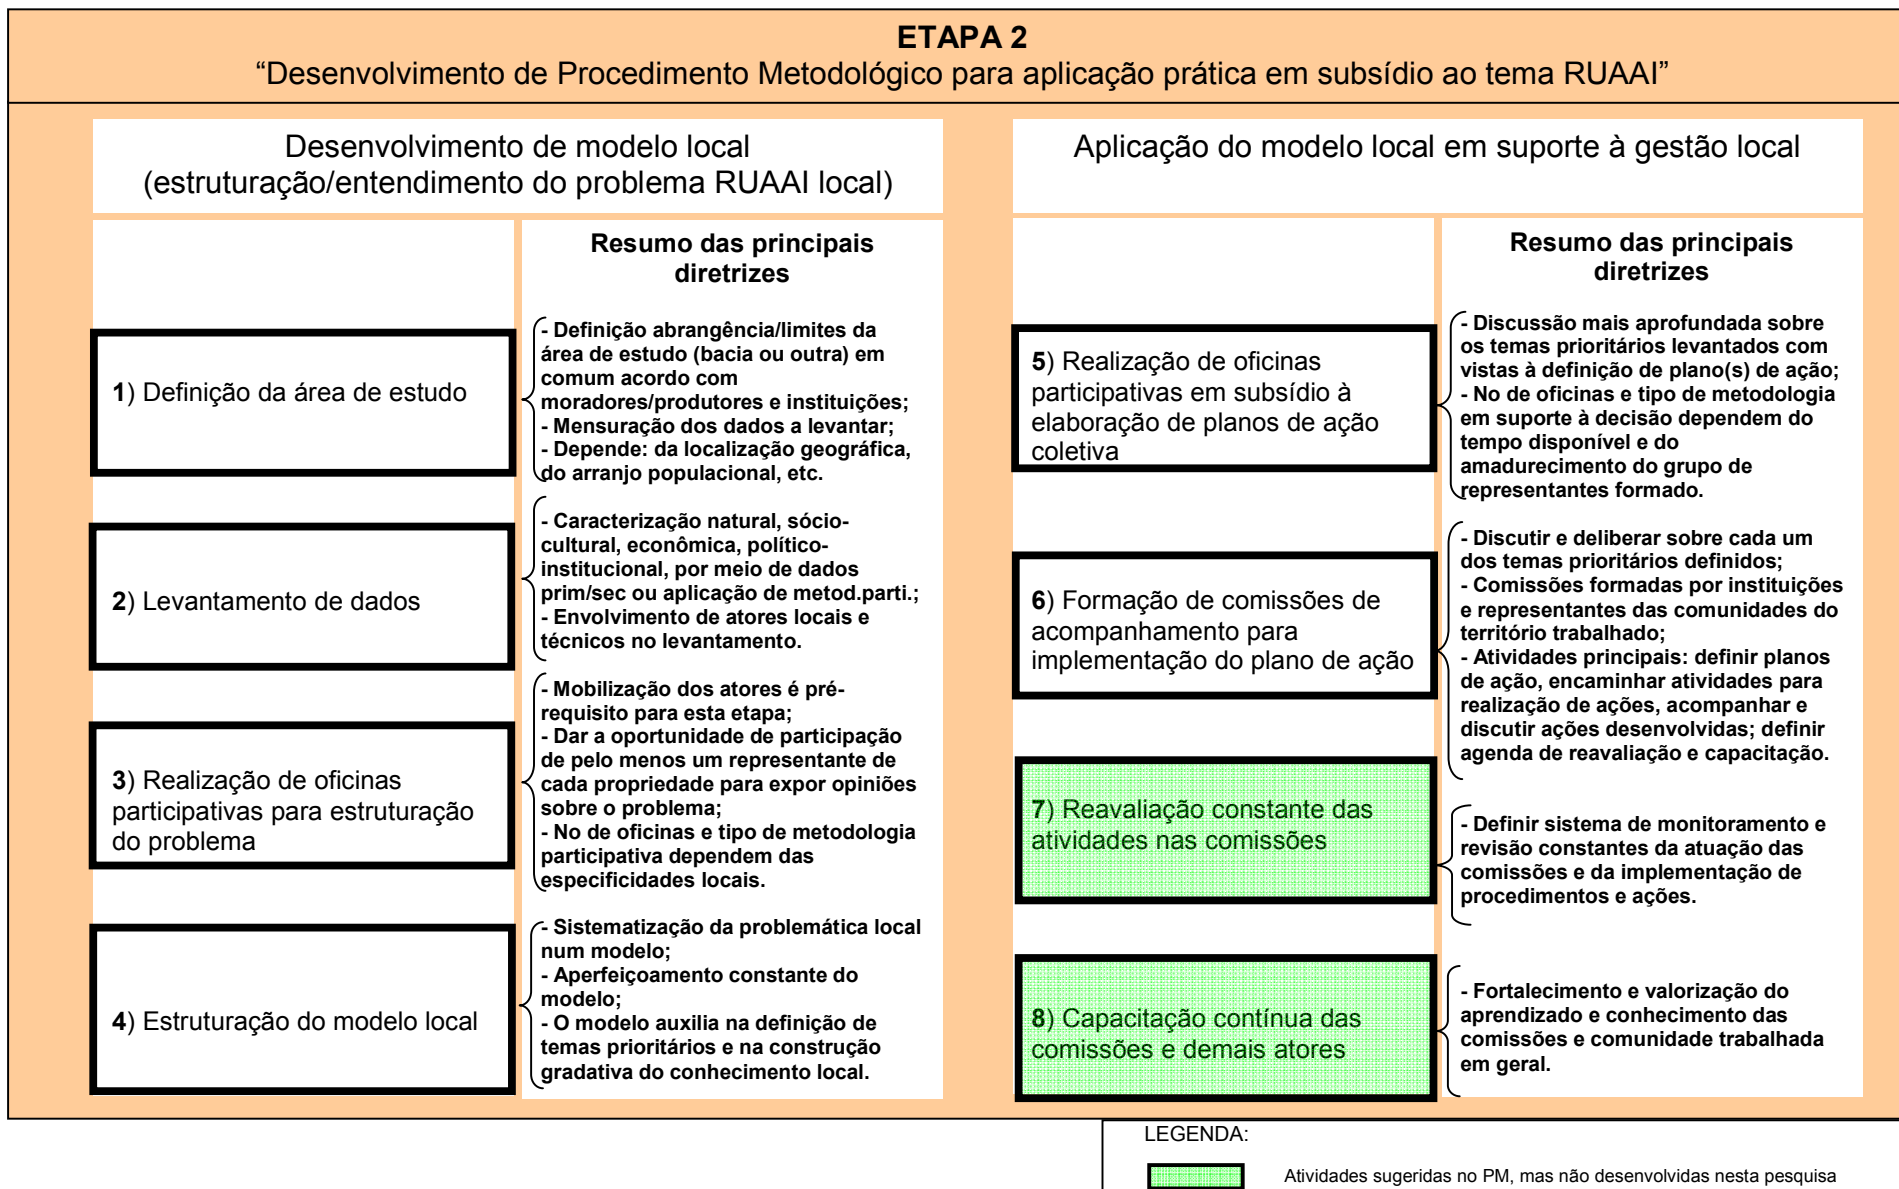 ETAPA 2
“Desenvolvimento de Procedimento Metodológico para aplicação prática em subsídio ao tema RUAAI”
Desenvolvimento de modelo local
(estruturação/entendimento do problema RUAAI local)
Resumo das principais
diretrizes
1) Definição da área de estudo
- Definição abrangência/limites da
área de estudo (bacia ou outra) em
comum acordo com
moradores/produtores e instituições;
- Mensuração dos dados a levantar;
- Depende: da localização geográfica,
do arranjo populacional, etc.
2) Levantamento de dados
- Caracterização natural, sócio-
cultural, econômica, político-
institucional, por meio de dados
prim/sec ou aplicação de metod.parti.;
- Envolvimento de atores locais e
técnicos no levantamento.
3) Realização de oficinas
participativas para estruturação
do problema
- Mobilização dos atores é pré-
requisito para esta etapa;
- Dar a oportunidade de participação
de pelo menos um representante de
cada propriedade para expor opiniões
sobre o problema;
- No de oficinas e tipo de metodologia
participativa dependem das
especificidades locais.
4) Estruturação do modelo local
- Sistematização da problemática local
num modelo;
- Aperfeiçoamento constante do
modelo;
- O modelo auxilia na definição de
temas prioritários e na construção
gradativa do conhecimento local.
Aplicação do modelo local em suporte à gestão local
Resumo das principais
diretrizes
5) Realização de oficinas
participativas em subsídio à
elaboração de planos de ação
coletiva
- Discussão mais aprofundada sobre
os temas prioritários levantados com
vistas à definição de plano(s) de ação;
- No de oficinas e tipo de metodologia
em suporte à decisão dependem do
tempo disponível e do
amadurecimento do grupo de
representantes formado.
6) Formação de comissões de
acompanhamento para
implementação do plano de ação
- Discutir e deliberar sobre cada um
dos temas prioritários definidos;
- Comissões formadas por instituições
e representantes das comunidades do
território trabalhado;
- Atividades principais: definir planos
de ação, encaminhar atividades para
realização de ações, acompanhar e
discutir ações desenvolvidas; definir
agenda de reavaliação e capacitação.
7) Reavaliação constante das
atividades nas comissões
- Definir sistema de monitoramento e
revisão constantes da atuação das
comissões e da implementação de
procedimentos e ações.
8) Capacitação contínua das
comissões e demais atores
- Fortalecimento e valorização do
aprendizado e conhecimento das
comissões e comunidade trabalhada
em geral.
LEGENDA:
Atividades sugeridas no PM, mas não desenvolvidas nesta pesquisa